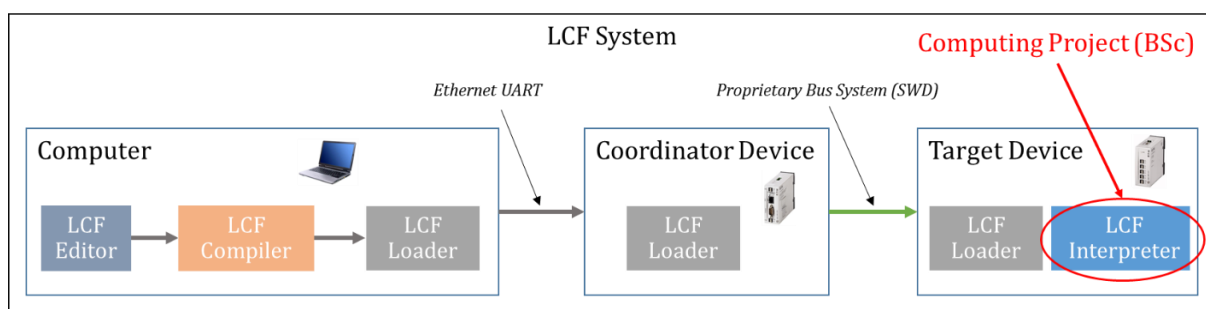 LCF System
Computing Project (BSc)
Ethernet UART
Proprietary Bus System (SWD)
Computer
Coordinator Device
Target Device
LCF
Editor
LCF
Compiler
LCF
Loader
LCF
Loader
LCF
Loader
LCF
Interpreter